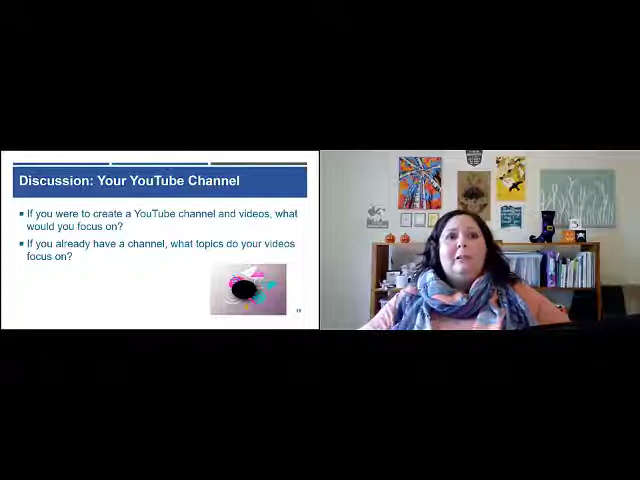 Discussion: Your YouTube Channel
If you were to create a YouTube channel and videos, what
would you focus on?
If you already have a channel, what topics do your videos
focus on?